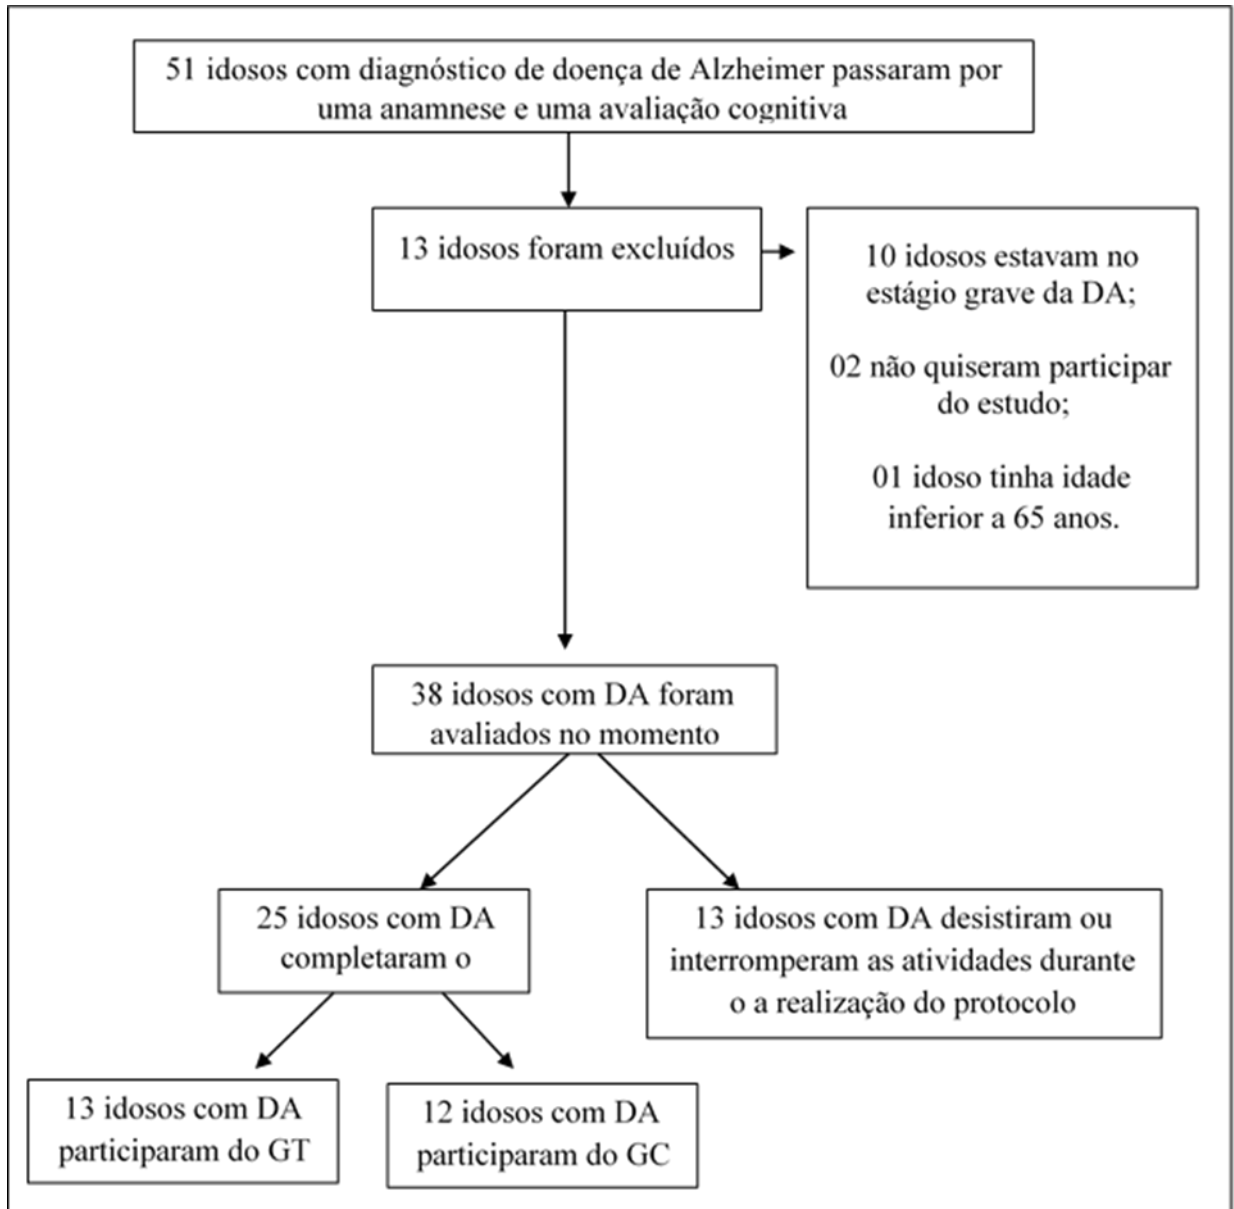 51 idosos com diagnóstico de doença de Alzheimer passaram por
uma anamnese e uma avaliação cognitiva
13 idosos foram excluídos
10 idosos estavam no
estágio grave da DA;
02 não quiseram participar
do estudo;
01 idoso tinha idade
inferior a 65 anos.
38 idosos com DA foram
avaliados no momento
25 idosos com DA
completaram o
13 idosos com DA desistiram ou
interromperam as atividades durante
o a realização do protocolo
13 idosos com DA
participaram do GT
12 idosos com DA
participaram do GC